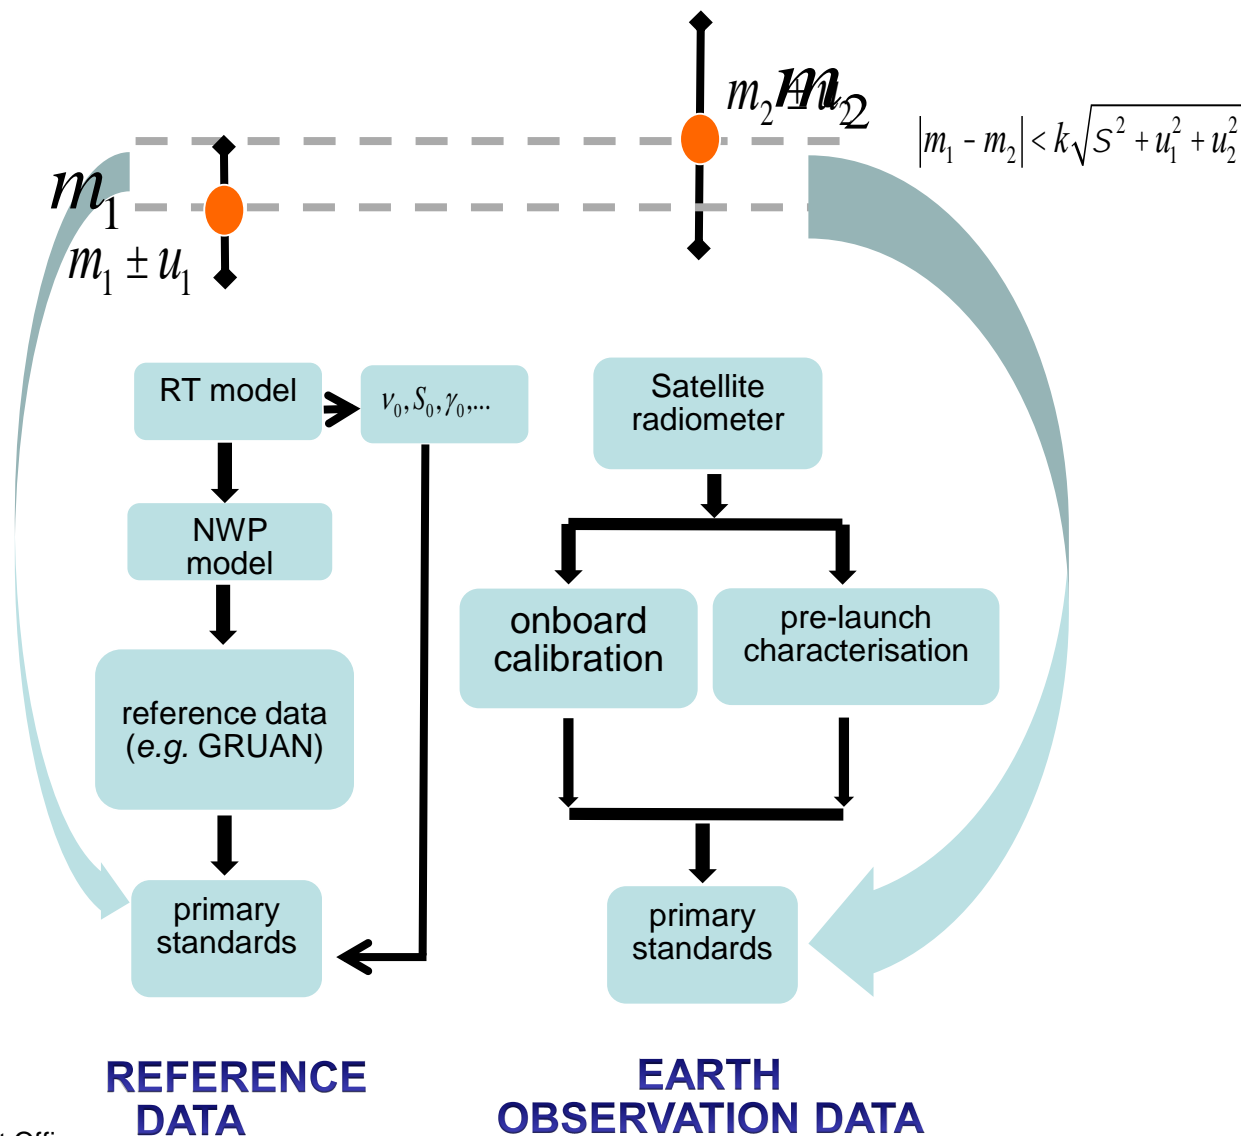 m₂ ± u₂
m₂
|m₁ - m₂| < k√S² + u₁² + u₂²
m₁
m₁ ± u₁
RT model
ν₀, S₀, γ₀,...
Satellite
radiometer
NWP
model
onboard
calibration
pre-launch
characterisation
reference data
(e.g. GRUAN)
primary
standards
primary
standards
REFERENCE
DATA
EARTH
OBSERVATION DATA